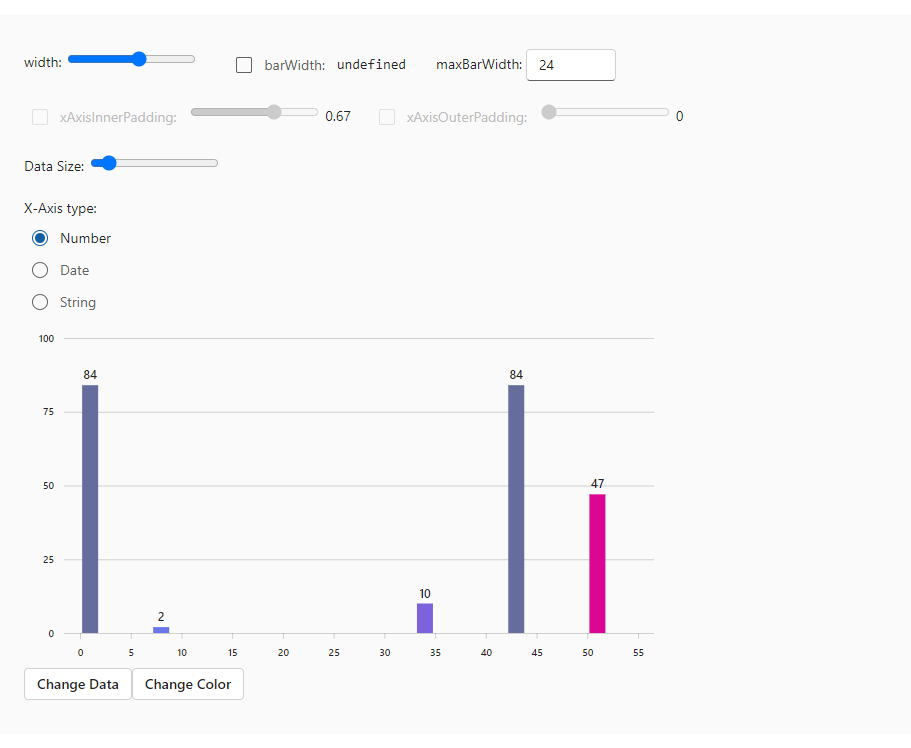 width: barWidth: undefined maxBarWidth: 24
xAxisInnerPadding: 0.67 xAxisOuterPadding: 0
Data Size:
X-Axis type:
Number
Date
String
100
84 84
75
50
47
25
10
2
0
0 5 10 15 20 25 30 35 40 45 50 55
Change Data Change Color